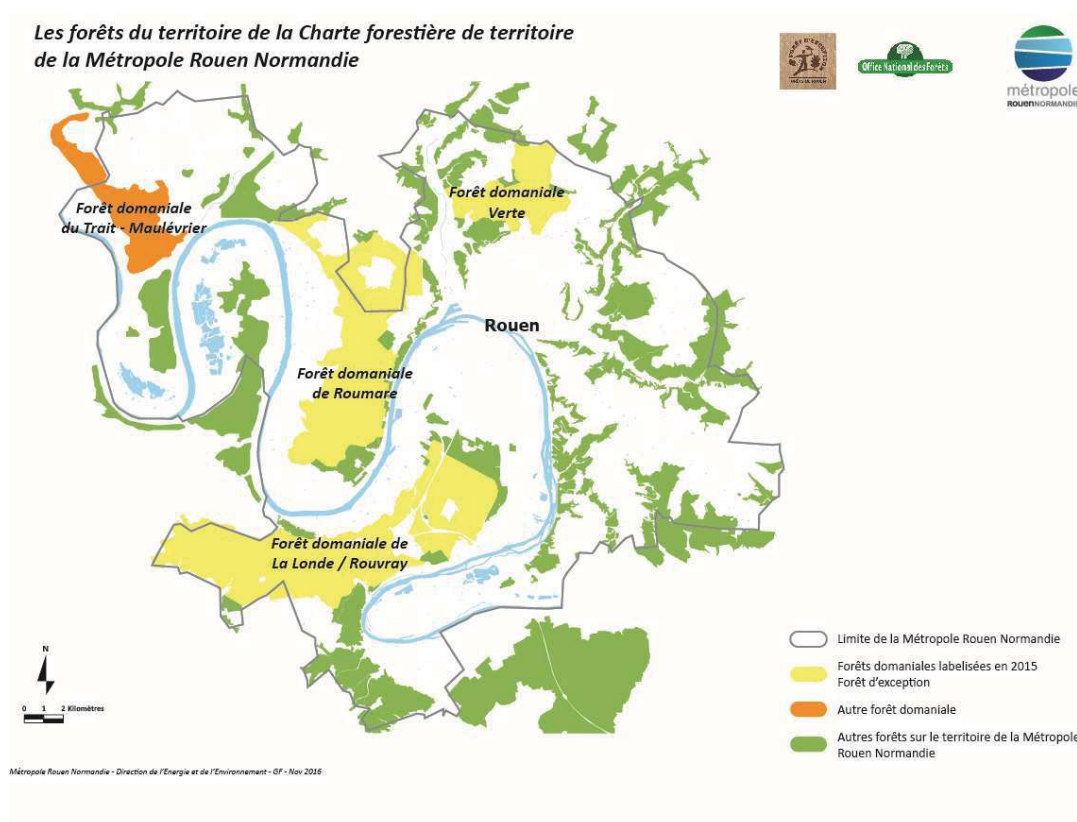 Les forêts du territoire de la Charte forestière de territoire
de la Métropole Rouen Normandie
FORÊT D'EXCEPTION
Office National des Forêts
métropole
ROUENNORMANDIE
Forêt domaniale
Verte
Forêt domaniale
du Trait - Maulévrier
Rouen
Forêt domaniale
de Roumare
Forêt domaniale de
La Londe / Rouvray
Limite de la Métropole Rouen Normandie
Forêts domaniales labelisées en 2015
Forêt d'exception
Autre forêt domaniale
Autres forêts sur le territoire de la Métropole
Rouen Normandie
N
0 1 2 Kilomètres
Métropole Rouen Normandie - Direction de l'Energie et de l'Environnement - GF - Nov 2016